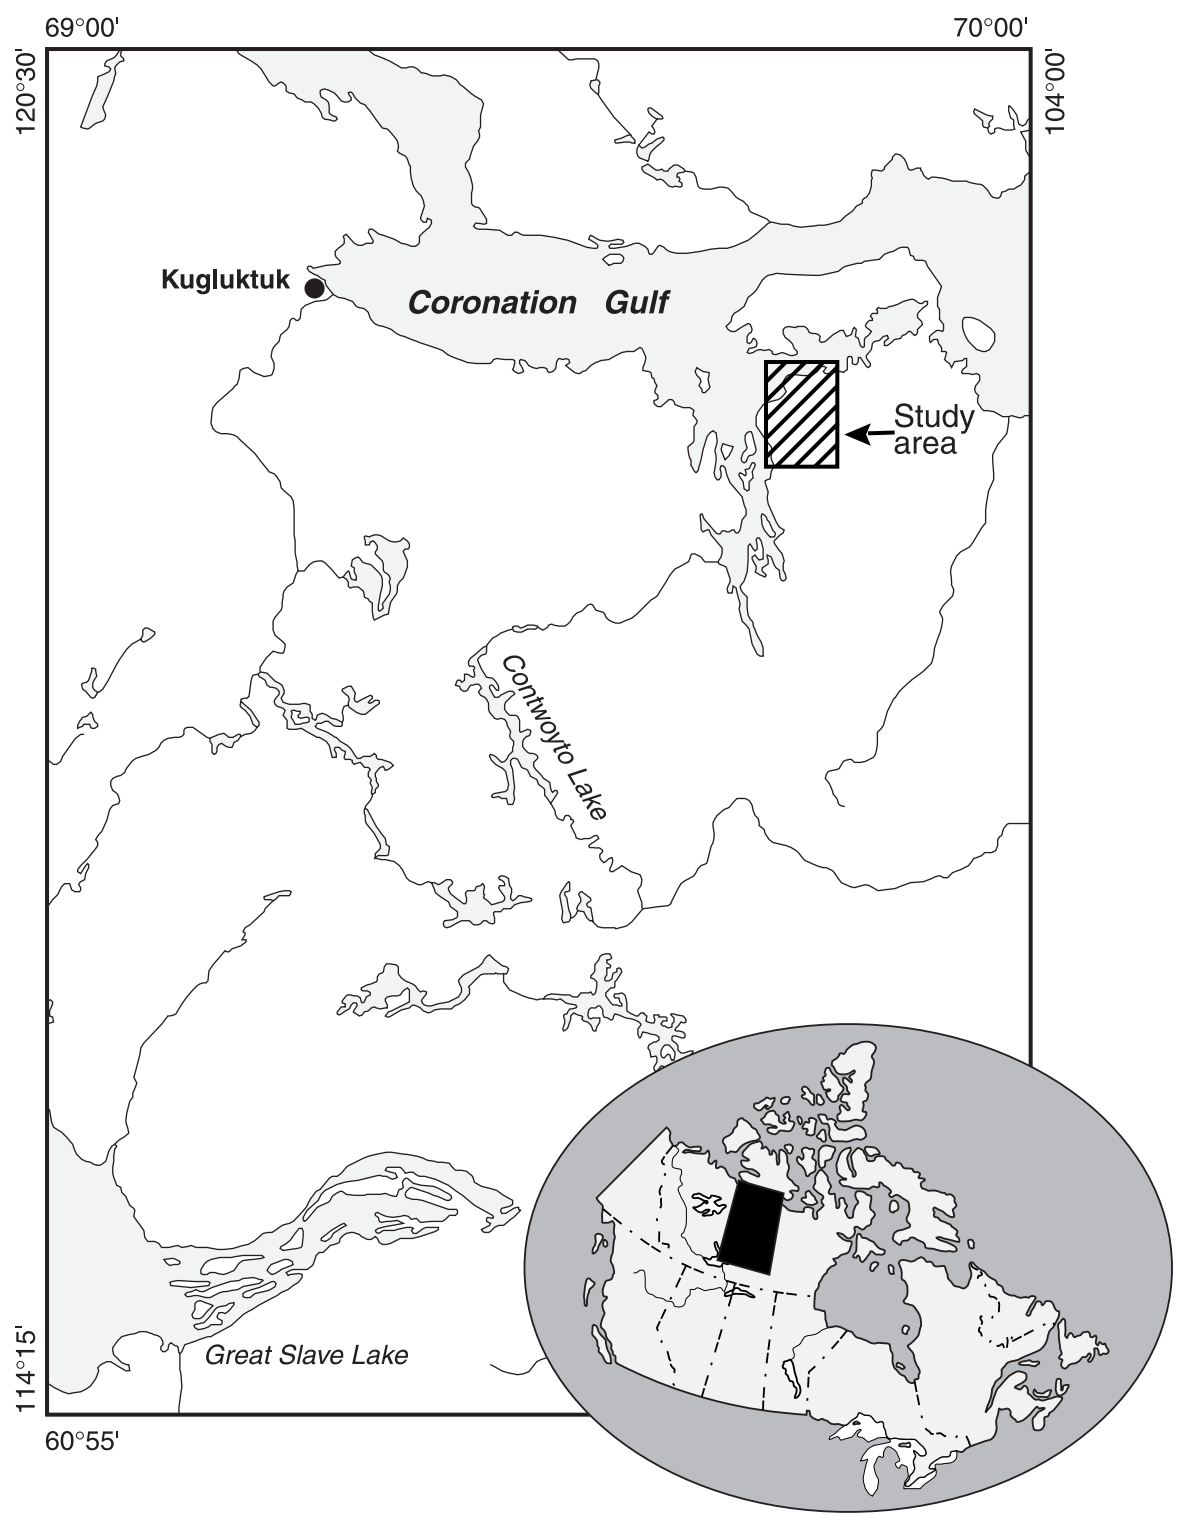 69°00'
70°00'
120°30'
104°00'
Kugluktuk
Coronation Gulf
Study
area
Contwoyto Lake
Great Slave Lake
114°15'
60°55'